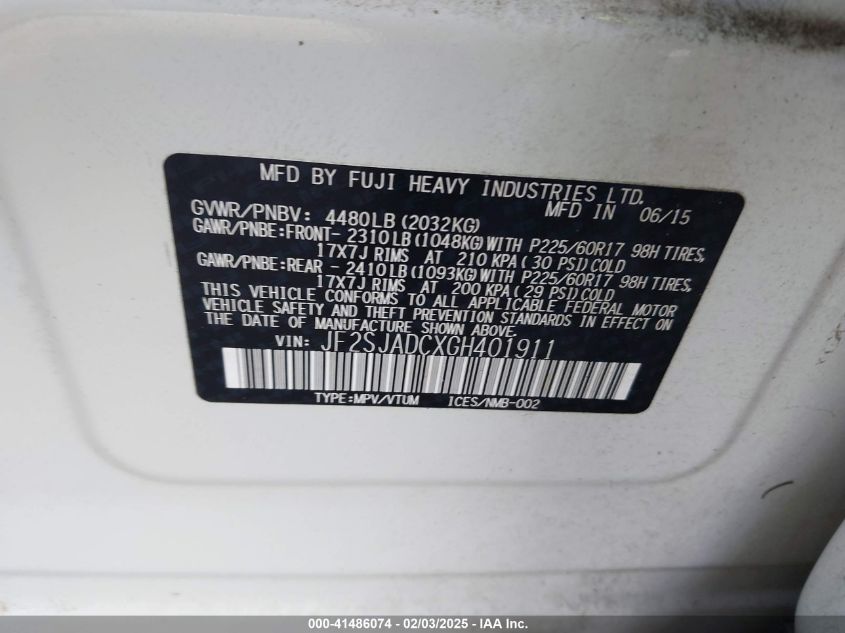 MFD BY FUJI HEAVY INDUSTRIES LTD.
GVWR/PNBV: 4480LB (2032KG) MFD IN 06/15
GAWR/PNBE:FRONT- 2310LB (1048KG) WITH P225/60R17 98H TIRES,
17X7J RIMS AT 210 KPA ( 30 PSI) COLD
GAWR/PNBE:REAR - 2410LB (1093KG) WITH P225/60R17 98H TIRES,
17X7J RIMS AT 200 KPA ( 29 PSI) COLD
THIS VEHICLE CONFORMS TO ALL APPLICABLE FEDERAL MOTOR
VEHICLE SAFETY AND THEFT PREVENTION STANDARDS IN EFFECT ON
THE DATE OF MANUFACTURE SHOWN ABOVE.
VIN: JF2SJADCXGH401911
TYPE:MPV/VTUM ICES/NMB-002
000-41486074 - 02/03/2025 - IAA Inc.